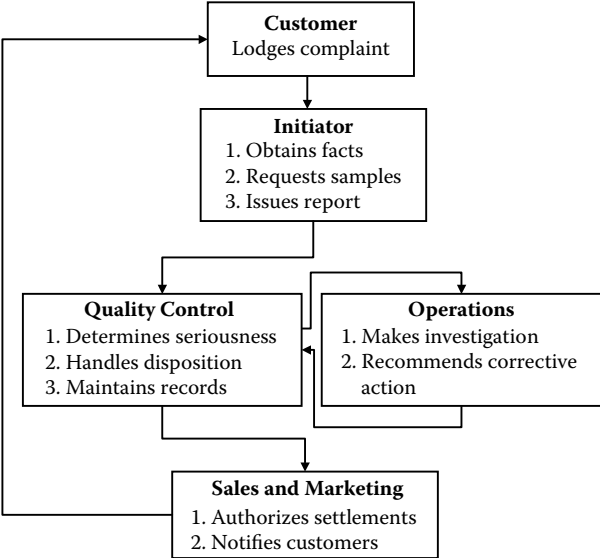 Customer
Lodges complaint
Initiator
1. Obtains facts
2. Requests samples
3. Issues report
Quality Control
1. Determines seriousness
2. Handles disposition
3. Maintains records
Operations
1. Makes investigation
2. Recommends corrective
action
Sales and Marketing
1. Authorizes settlements
2. Notifies customers